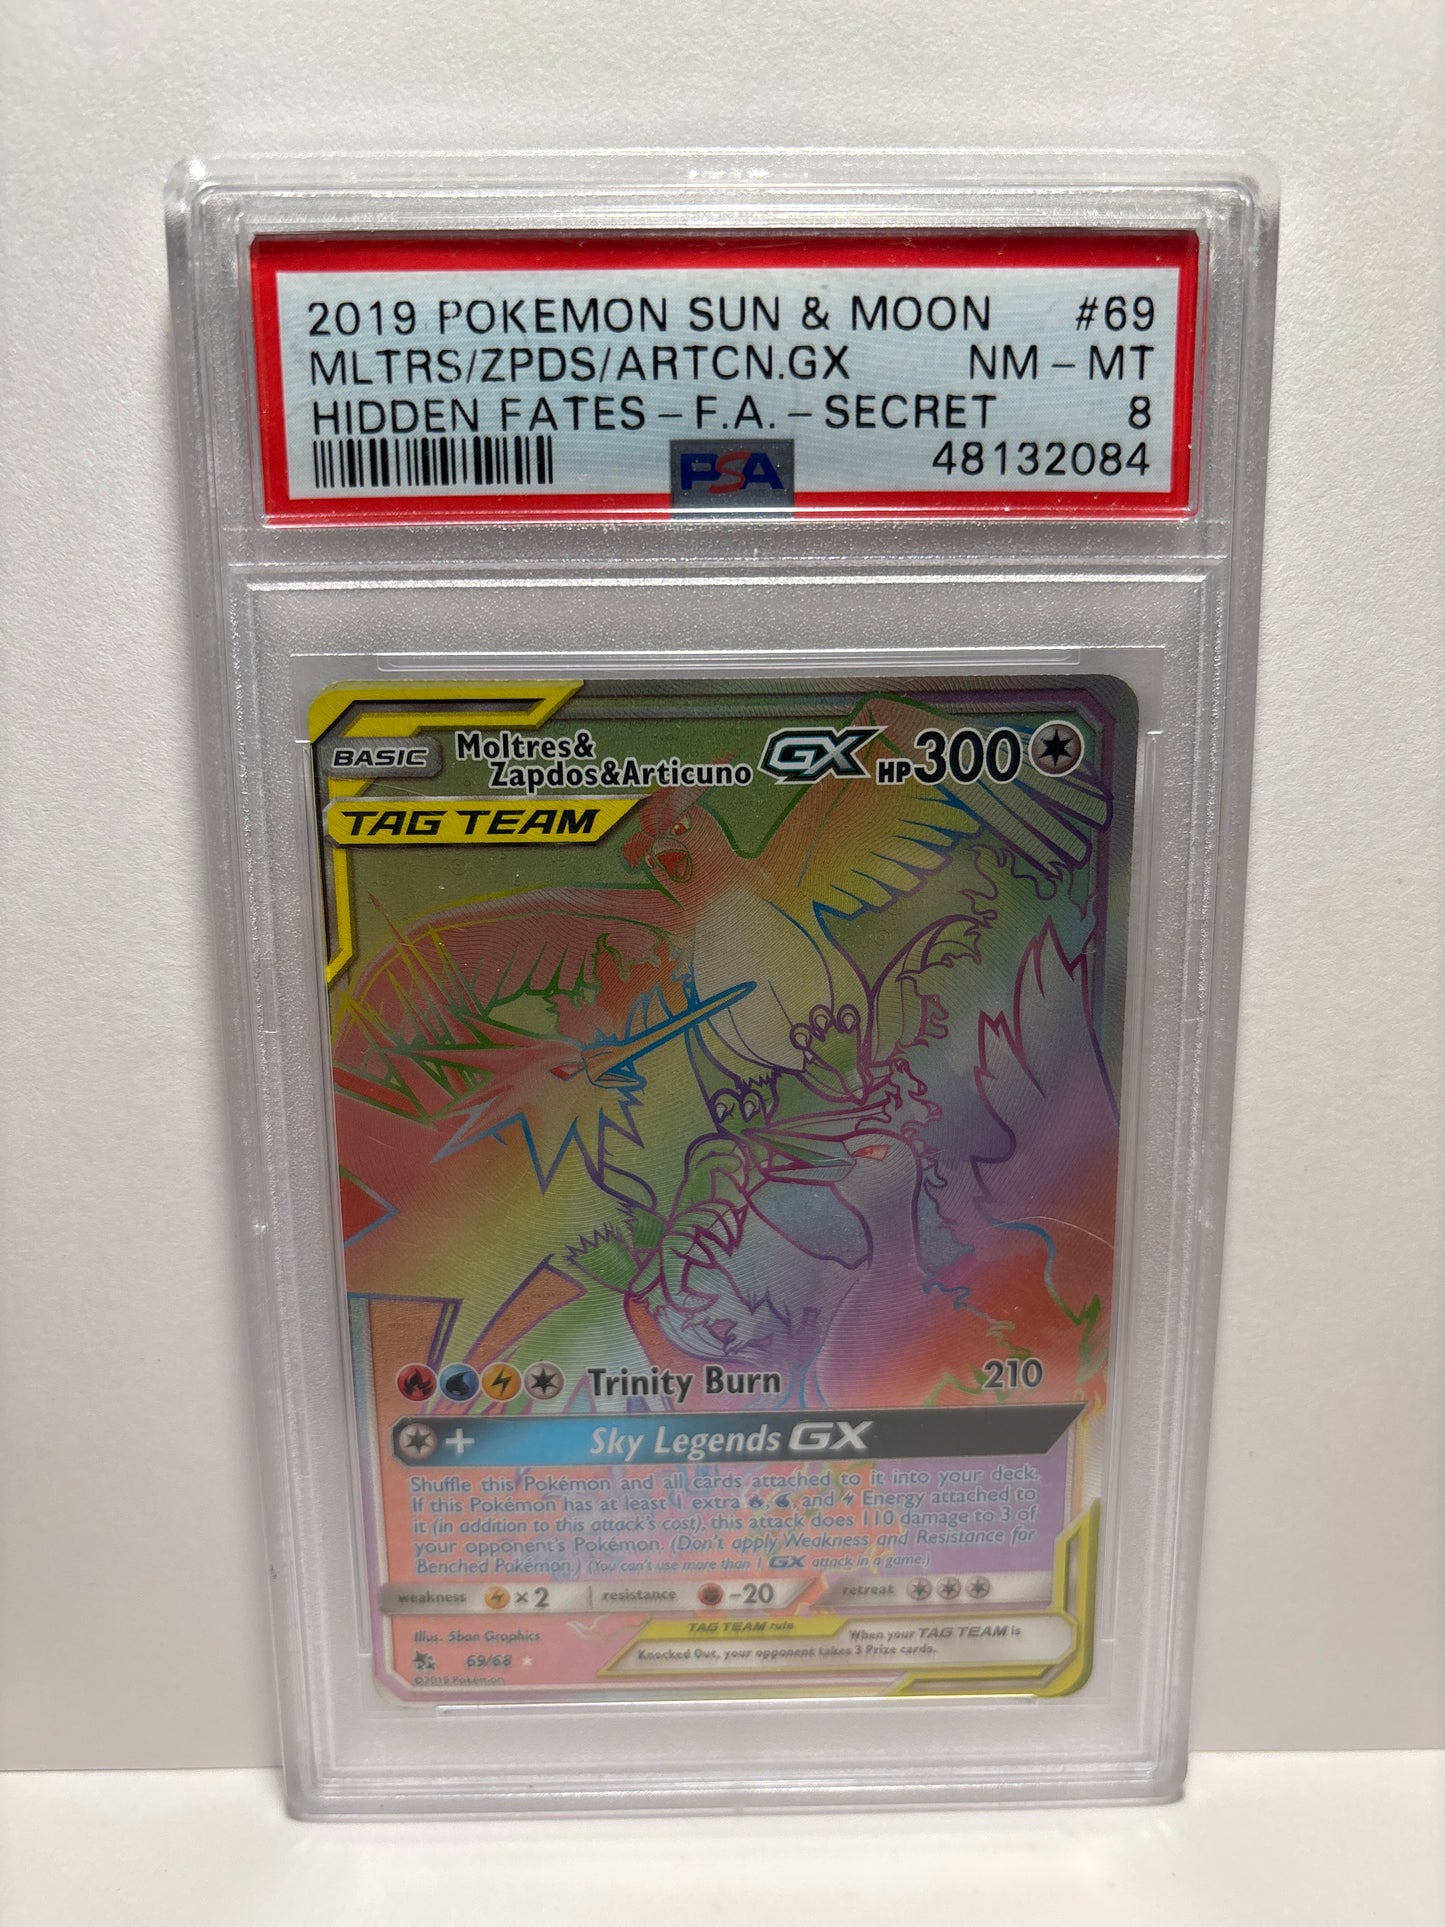 2019 POKEMON SUN & MOON #69
MLTRS/ZPDS/ARTCN.GX NM - MT
HIDDEN FATES - F.A. - SECRET 8
PSA 48132084
BASIC Moltres&
Zapdos&Articuno GX HP300
TAG TEAM
Trinity Burn 210
+ Sky Legends GX
Shuffle this Pokémon and all cards attached to it into your deck.
If this Pokémon has at least 1 extra , , and Energy attached to
it (in addition to this attack's cost), this attack does 110 damage to 3 of
your opponent's Pokémon. (Don't apply Weakness and Resistance for
Benched Pokémon.) (You can't use more than 1 GX attack in a game.)
weakness ×2 resistance -20 retreat
Illus. 5ban Graphics
TAG TEAM rule When your TAG TEAM is
Knocked Out, your opponent takes 3 Prize cards.
69/68
©2019 Pokémon